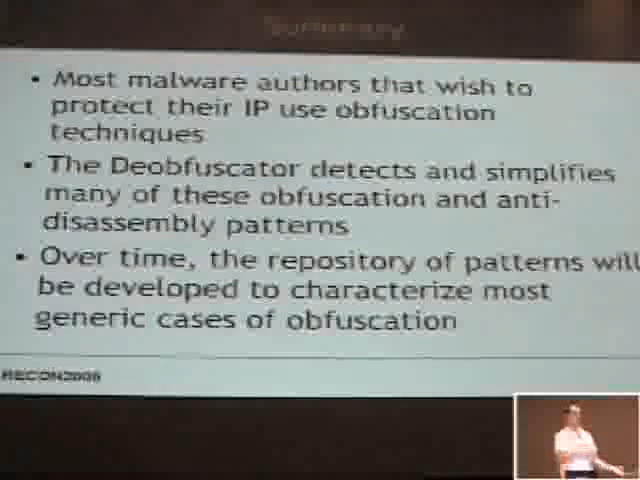 Summary
• Most malware authors that wish to
protect their IP use obfuscation
techniques
• The Deobfuscator detects and simplifies
many of these obfuscation and anti-
disassembly patterns
• Over time, the repository of patterns will
be developed to characterize most
generic cases of obfuscation
RECON2008